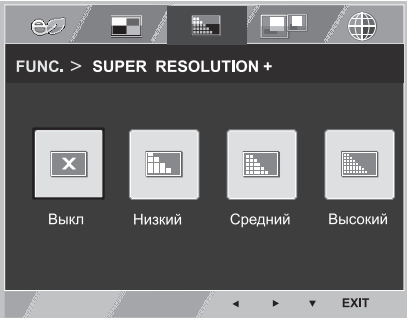 FUNC. > SUPER RESOLUTION +
Выкл Низкий Средний Высокий
EXIT